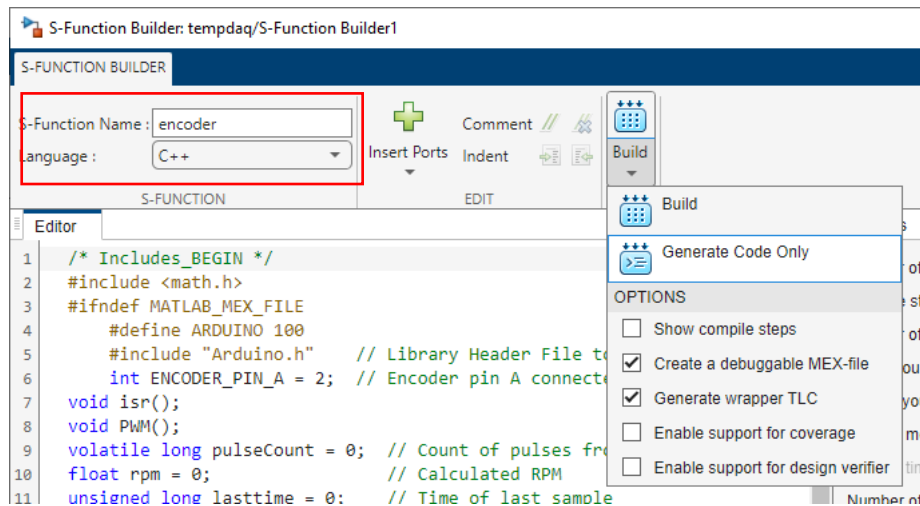 S-Function Builder: tempdaq/S-Function Builder1
S-FUNCTION BUILDER
S-Function Name : encoder
Language : C++
S-FUNCTION
Insert Ports
Comment
Indent
EDIT
Build
Build
Generate Code Only
OPTIONS
Show compile steps
Create a debuggable MEX-file
Generate wrapper TLC
Enable support for coverage
Enable support for design verifier
Editor
1 /* Includes_BEGIN */
2 #include <math.h>
3 #ifndef MATLAB_MEX_FILE
4 #define ARDUINO 100
5 #include "Arduino.h" // Library Header File
6 int ENCODER_PIN_A = 2; // Encoder pin A
7 void isr();
8 void PWM();
9 volatile long pulseCount = 0; // Count of pulses
10 float rpm = 0; // Calculated RPM
11 unsigned long lasttime = 0; // Time of last sample
Number of